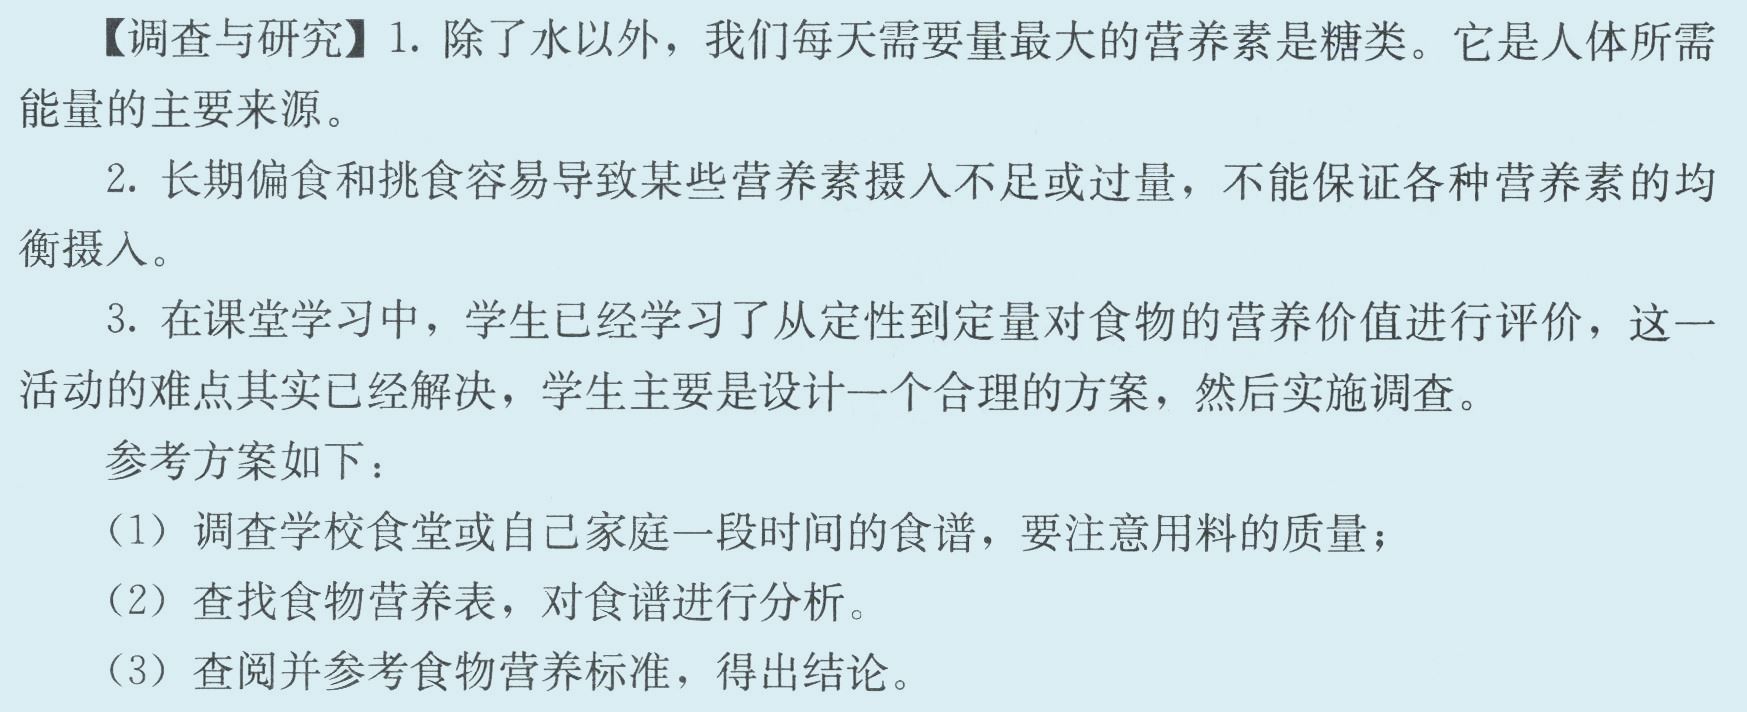 【调查与研究】1. 除了水以外，我们每天需要量最大的营养素是糖类。它是人体所需
能量的主要来源。
2. 长期偏食和挑食容易导致某些营养素摄入不足或过量，不能保证各种营养素的均
衡摄入。
3. 在课堂学习中，学生已经学习了从定性到定量对食物的营养价值进行评价，这一
活动的难点其实已经解决，学生主要是设计一个合理的方案，然后实施调查。
参考方案如下：
（1）调查学校食堂或自己家庭一段时间的食谱，要注意用料的质量；
（2）查找食物营养表，对食谱进行分析。
（3）查阅并参考食物营养标准，得出结论。